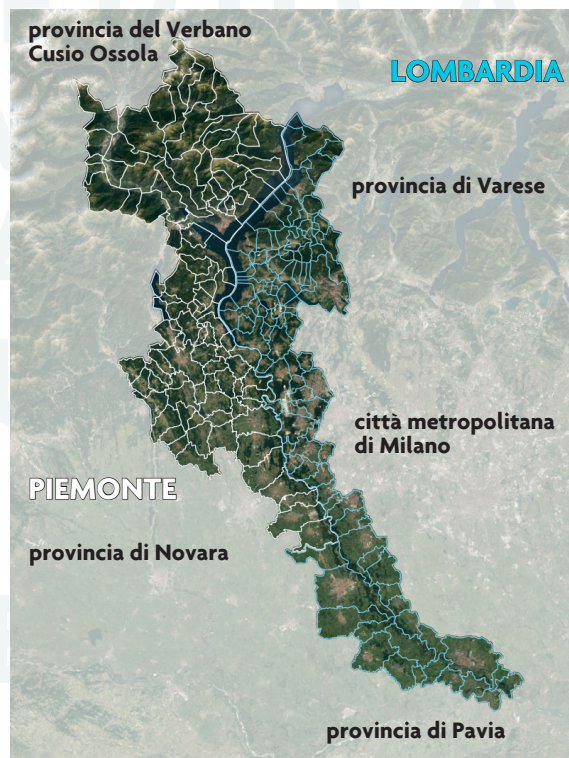 provincia del Verbano
Cusio Ossola
LOMBARDIA
provincia di Varese
città metropolitana
di Milano
PIEMONTE
provincia di Novara
provincia di Pavia